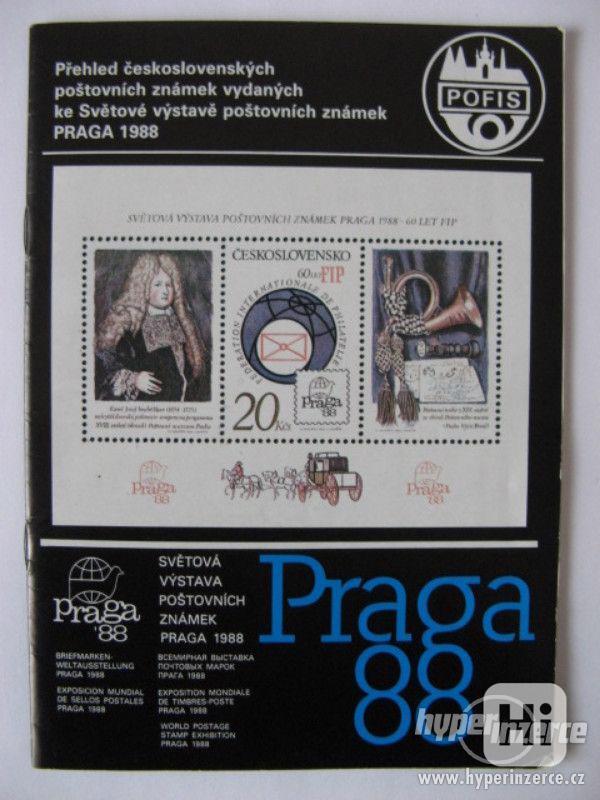 Přehled československých
poštovních známek vydaných
ke Světové výstavě poštovních známek
PRAGA 1988
POFIS
SVĚTOVÁ VÝSTAVA POŠTOVNÍCH ZNÁMEK PRAGA 1988 - 60 LET FIP
ČESKOSLOVENSKO
60 LET FIP
FEDERATION INTERNATIONALE DE PHILATELIE
20 Kčs
Praga
88
Praga
88
Praga
88
praga
'88
SVĚTOVÁ
VÝSTAVA
POŠTOVNÍCH
ZNÁMEK
PRAGA 1988
Praga
88
BRIEFMARKEN-
WELTAUSSTELLUNG
PRAGA 1988
EXPOSICION MUNDIAL
DE SELLOS POSTALES
PRAGA 1988
ВСЕМИРНАЯ ВЫСТАВКА
ПОЧТОВЫХ МАРОК
ПРАГА 1988
EXPOSITION MONDIALE
DE TIMBRES-POSTE
PRAGA 1988
WORLD POSTAGE
STAMP EXHIBITION
PRAGA 1988
Hi
hyperinzerce
www.hyperinzerce.cz